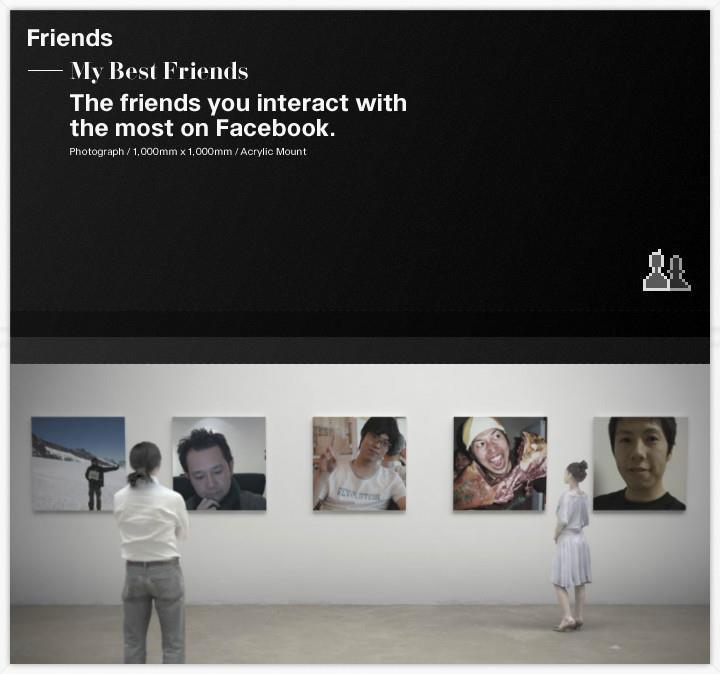 Friends
My Best Friends
The friends you interact with
the most on Facebook.
Photograph / 1,000mm x 1,000mm / Acrylic Mount
REVOLUTION